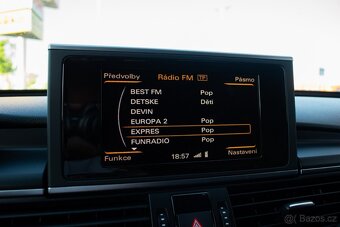 Předvolby Rádio FM TP Pásmo
BEST FM Pop
DETSKE Děti
DEVIN
EUROPA 2 Pop
EXPRES Pop
FUNRADIO Pop
Funkce 18:57 Nastavení
Bazoš.cz